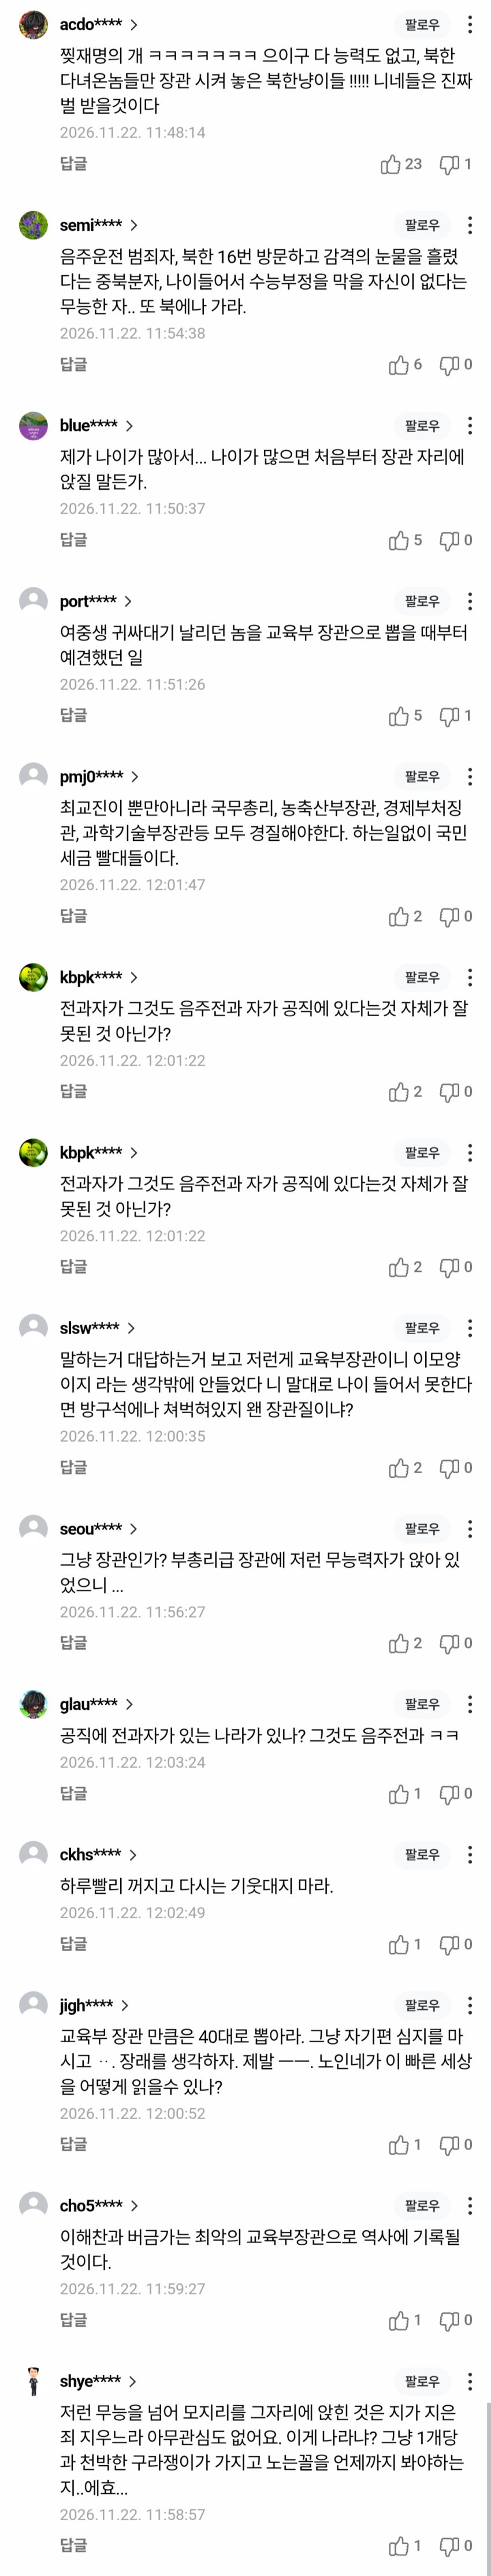 acdo**** >
팔로우
찢재명의 개 ㅋㅋㅋㅋㅋㅋㅋ 으이구 다 능력도 없고, 북한
다녀온놈들만 장관 시켜 놓은 북한냥이들 !!!!! 니네들은 진짜
벌 받을것이다
2026.11.22. 11:48:14
답글
23
1
semi**** >
팔로우
음주운전 범죄자, 북한 16번 방문하고 감격의 눈물을 흘렸
다는 중북분자, 나이들어서 수능부정을 막을 자신이 없다는
무능한 자.. 또 북에나 가라.
2026.11.22. 11:54:38
답글
6
0
blue**** >
팔로우
제가 나이가 많아서... 나이가 많으면 처음부터 장관 자리에
앉질 말든가.
2026.11.22. 11:50:37
답글
5
0
port**** >
팔로우
여중생 귀싸대기 날리던 놈을 교육부 장관으로 뽑을 때부터
예견했던 일
2026.11.22. 11:51:26
답글
5
1
pmj0**** >
팔로우
최교진이 뿐만아니라 국무총리, 농축산부장관, 경제부처징
관, 과학기술부장관등 모두 경질해야한다. 하는일없이 국민
세금 빨대들이다.
2026.11.22. 12:01:47
답글
2
0
kbpk**** >
팔로우
전과자가 그것도 음주전과 자가 공직에 있다는것 자체가 잘
못된 것 아닌가?
2026.11.22. 12:01:22
답글
2
0
kbpk**** >
팔로우
전과자가 그것도 음주전과 자가 공직에 있다는것 자체가 잘
못된 것 아닌가?
2026.11.22. 12:01:22
답글
2
0
slsw**** >
팔로우
말하는거 대답하는거 보고 저런게 교육부장관이니 이모양
이지 라는 생각밖에 안들었다 니 말대로 나이 들어서 못한다
면 방구석에나 쳐벅혀있지 왠 장관질이냐?
2026.11.22. 12:00:35
답글
2
0
seou**** >
팔로우
그냥 장관인가? 부총리급 장관에 저런 무능력자가 앉아 있
었으니 ...
2026.11.22. 11:56:27
답글
2
0
glau**** >
팔로우
공직에 전과자가 있는 나라가 있나? 그것도 음주전과 ㅋㅋ
2026.11.22. 12:03:24
답글
1
0
ckhs**** >
팔로우
하루빨리 꺼지고 다시는 기웃대지 마라.
2026.11.22. 12:02:49
답글
1
0
jigh**** >
팔로우
교육부 장관 만큼은 40대로 뽑아라. 그냥 자기편 심지를 마
시고 ‥. 장래를 생각하자. 제발 ㅡㅡ. 노인네가 이 빠른 세상
을 어떻게 읽을수 있나?
2026.11.22. 12:00:52
답글
1
0
cho5**** >
팔로우
이해찬과 버금가는 최악의 교육부장관으로 역사에 기록될
것이다.
2026.11.22. 11:59:27
답글
1
0
shye**** >
팔로우
저런 무능을 넘어 모지리를 그자리에 앉힌 것은 지가 지은
죄 지우느라 아무관심도 없어요. 이게 나라냐? 그냥 1개당
과 천박한 구라쟁이가 가지고 노는꼴을 언제까지 봐야하는
지..에효...
2026.11.22. 11:58:57
답글
1
0